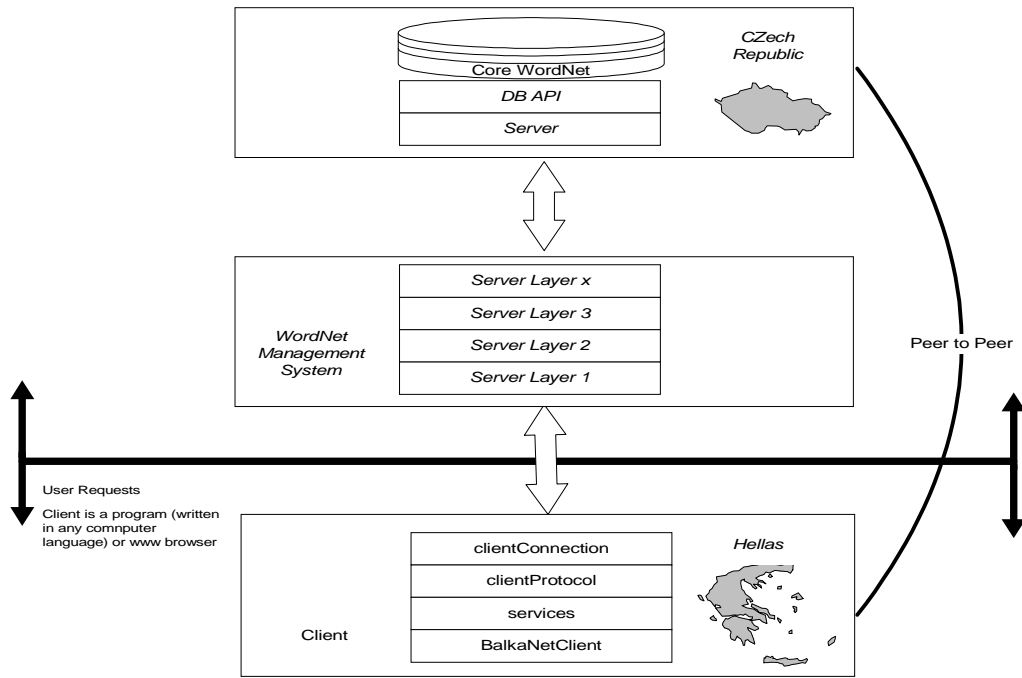 CZech
Republic
Core WordNet
DB API
Server
Server Layer x
Server Layer 3
Server Layer 2
Server Layer 1
WordNet
Management
System
Peer to Peer
User Requests
Client is a program (written
in any comnputer
language) or www browser
clientConnection
clientProtocol
services
BalkaNetClient
Client
Hellas